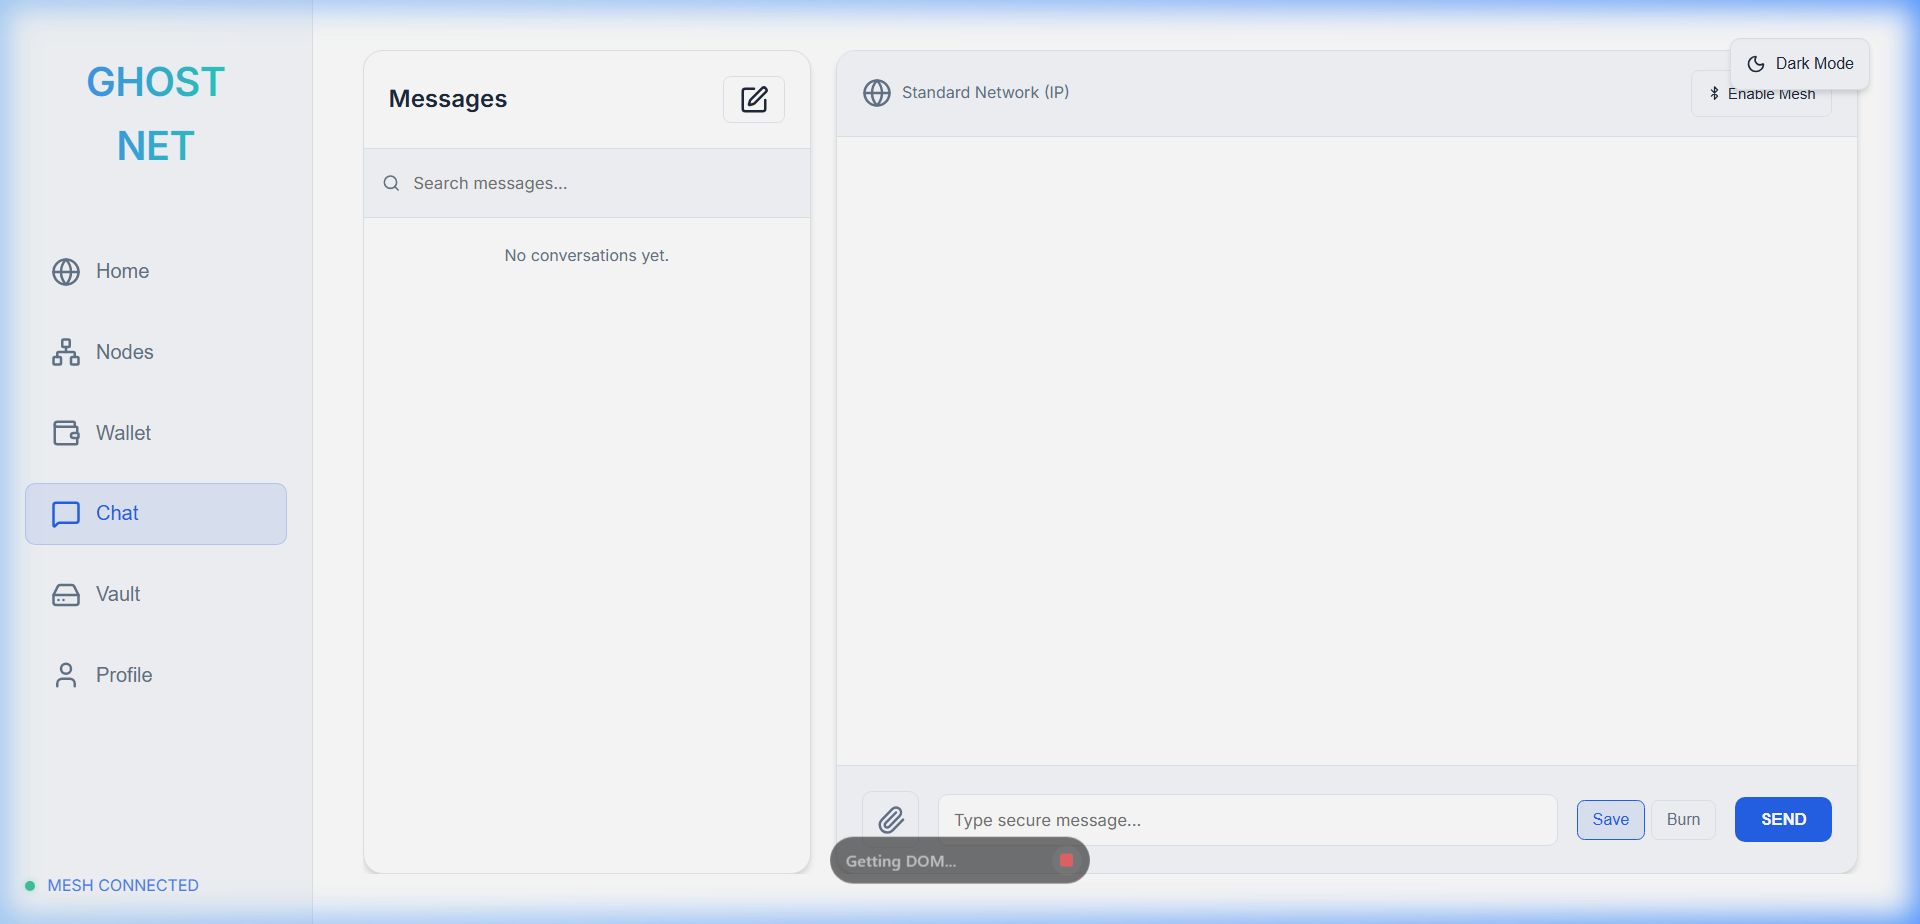 GHOST
NET
Home
Nodes
Wallet
Chat
Vault
Profile
MESH CONNECTED
Messages
Search messages...
No conversations yet.
Standard Network (IP)
Dark Mode
Enable Mesh
Type secure message...
Save
Burn
SEND
Getting DOM...